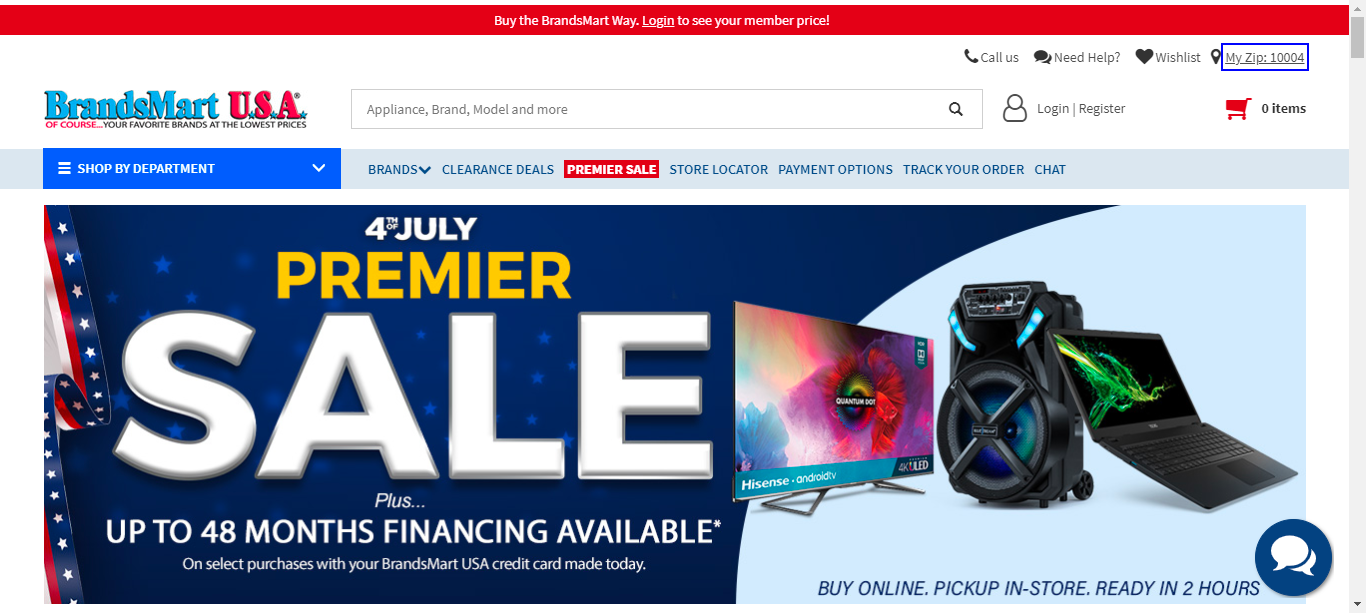 Buy the BrandsMart Way. Login to see your member price!
Call us Need Help? Wishlist My Zip: 10004
BrandsMart U.S.A.®
OF COURSE...YOUR FAVORITE BRANDS AT THE LOWEST PRICES
Appliance, Brand, Model and more
Login | Register
0 items
SHOP BY DEPARTMENT
BRANDS CLEARANCE DEALS PREMIER SALE STORE LOCATOR PAYMENT OPTIONS TRACK YOUR ORDER CHAT
4TH OF JULY
PREMIER
SALE
Plus...
UP TO 48 MONTHS FINANCING AVAILABLE*
On select purchases with your BrandsMart USA credit card made today.
QUANTUM DOT
4K ULED
Hisense · androidtv
BUY ONLINE. PICKUP IN-STORE. READY IN 2 HOURS